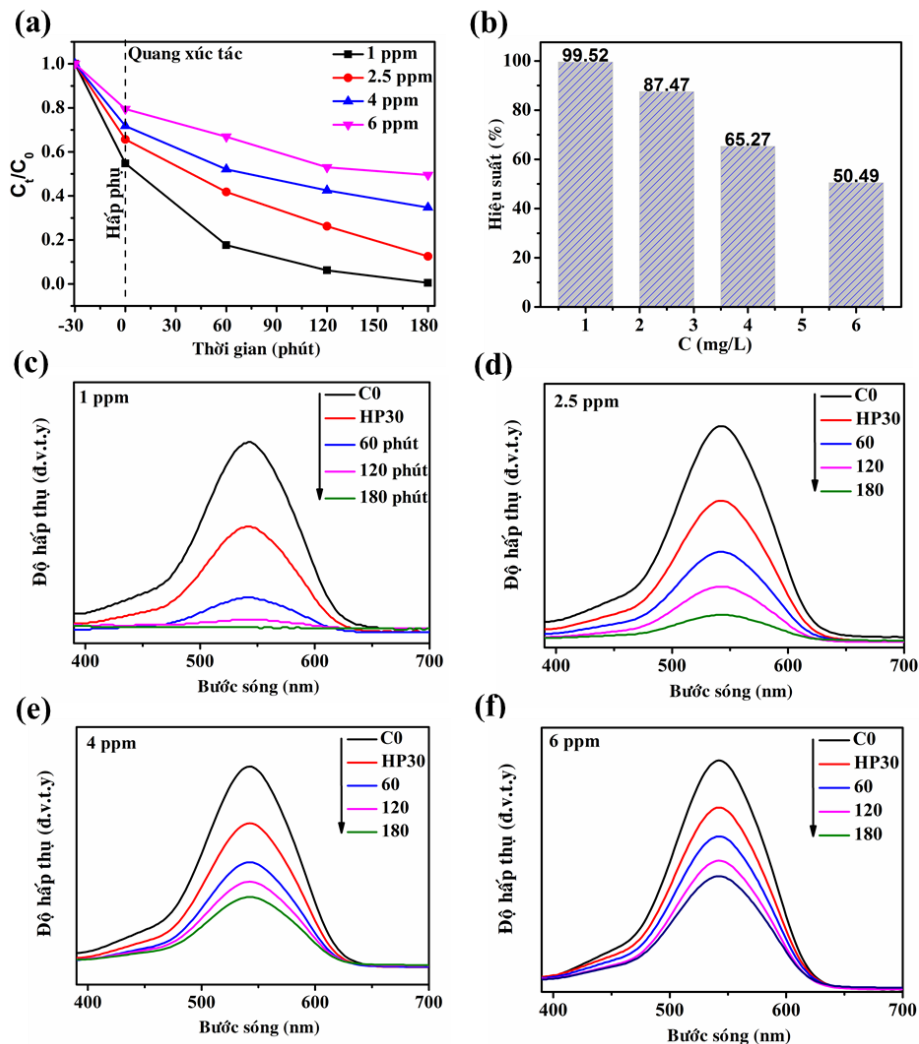 (a)
Quang xúc tác
1 ppm
2.5 ppm
4 ppm
6 ppm
1.0
0.8
0.6
0.4
0.2
0.0
Ct/C0
Hấp phụ
-30 0 30 60 90 120 150 180
Thời gian (phút)
(b)
99.52
87.47
65.27
50.49
100
80
60
40
20
0
Hiệu suất (%)
1 2 3 4 5 6
C (mg/L)
(c)
1 ppm
C0
HP30
60 phút
120 phút
180 phút
Độ hấp thụ (đ.v.t.y)
400 500 600 700
Bước sóng (nm)
(d)
2.5 ppm
C0
HP30
60
120
180
Độ hấp thụ (đ.v.t.y)
400 500 600 700
Bước sóng (nm)
(e)
4 ppm
C0
HP30
60
120
180
Độ hấp thụ (đ.v.t.y)
400 500 600 700
Bước sóng (nm)
(f)
6 ppm
C0
HP30
60
120
180
Độ hấp thụ (đ.v.t.y)
400 500 600 700
Bước sóng (nm)